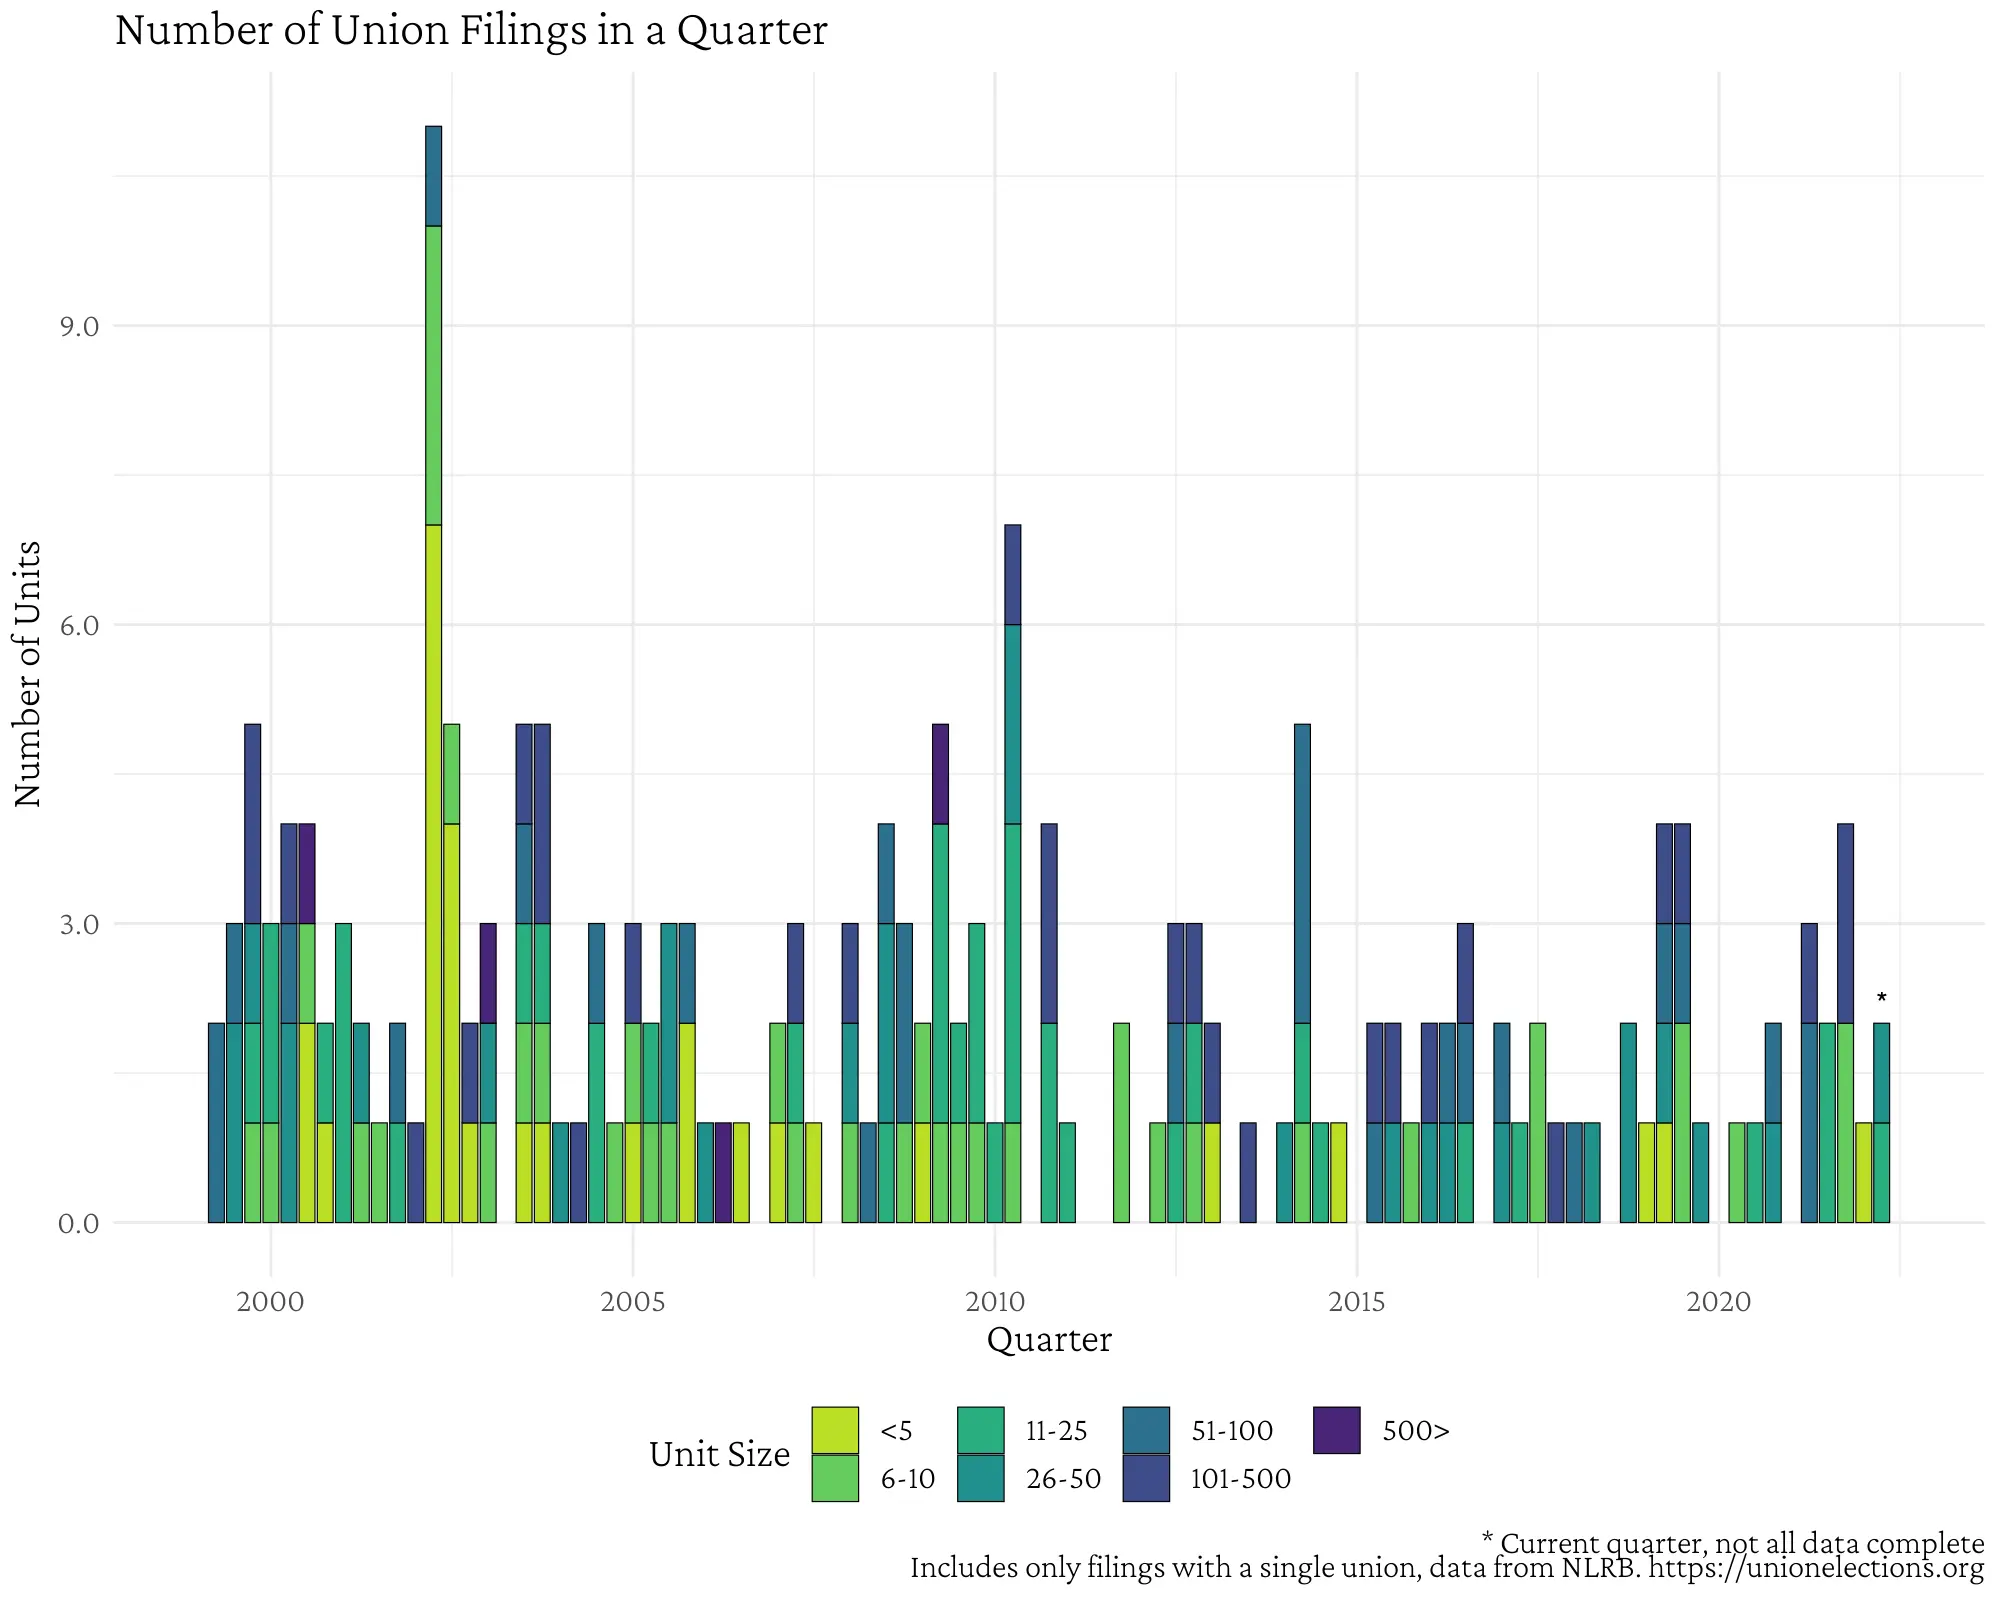 Number of Union Filings in a Quarter
Number of Units
9.0
6.0
3.0
0.0
*
2000 2005 2010 2015 2020
Quarter
Unit Size
<5 11-25 51-100 500>
6-10 26-50 101-500
* Current quarter, not all data complete
Includes only filings with a single union, data from NLRB. https://unionelections.org